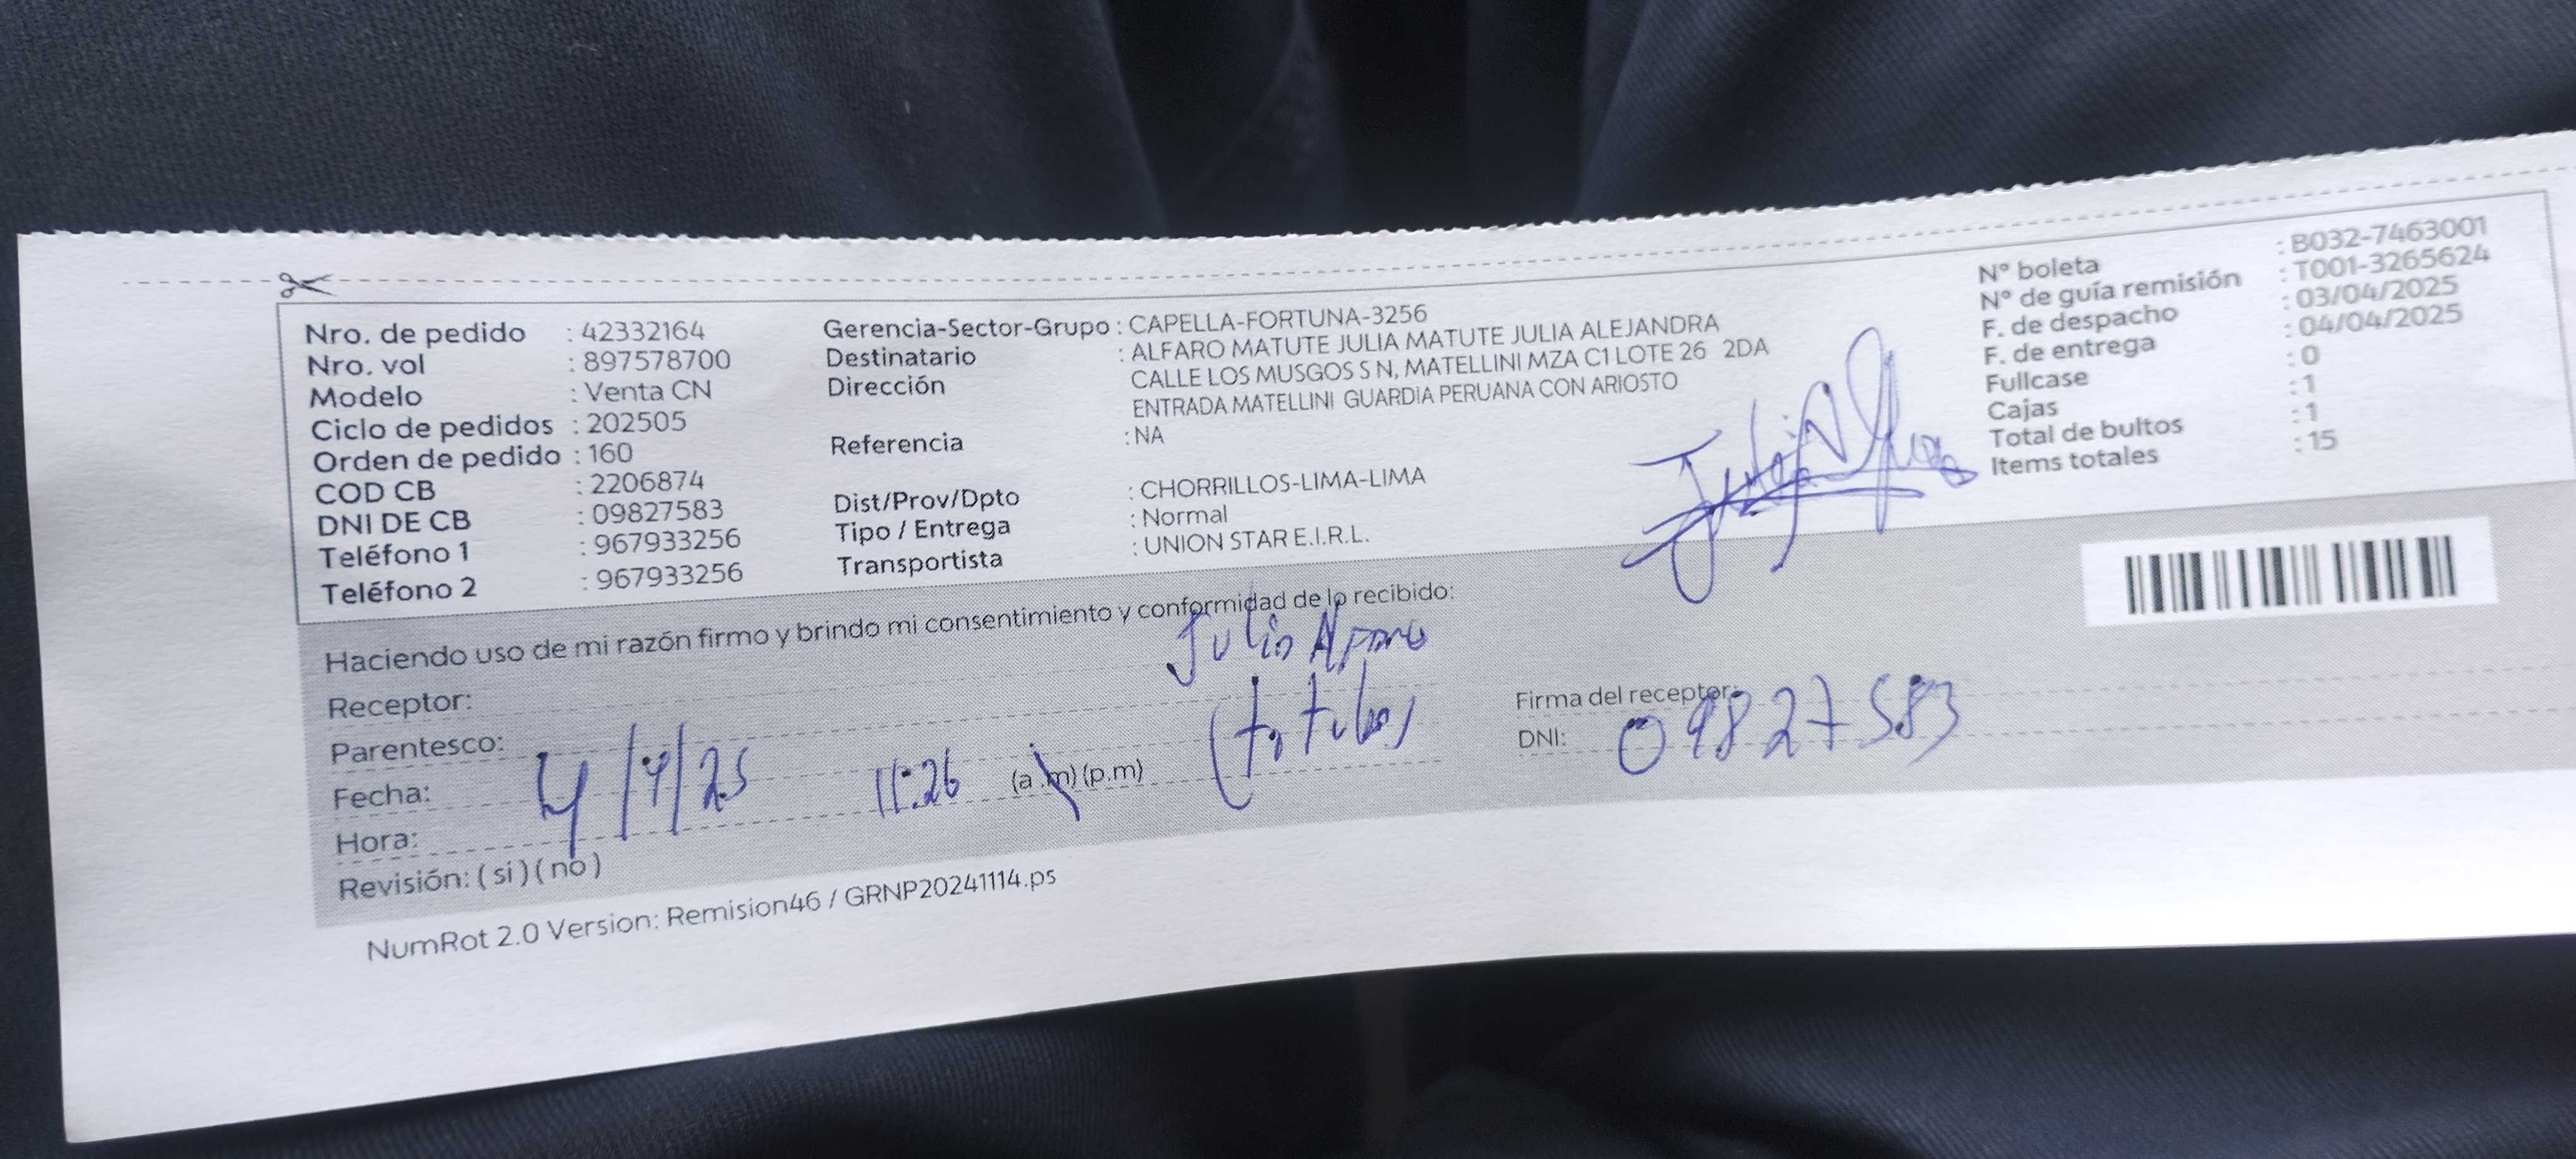 Nro. de pedido : 42332164
Nro. vol : 897578700
Modelo : Venta CN
Ciclo de pedidos : 202505
Orden de pedido : 160
COD CB : 2206874
DNI DE CB : 09827583
Teléfono 1 : 967933256
Teléfono 2 : 967933256
Gerencia-Sector-Grupo : CAPELLA-FORTUNA-3256
Destinatario : ALFARO MATUTE JULIA MATUTE JULIA ALEJANDRA
Dirección CALLE LOS MUSGOS S N, MATELLINI MZA C1 LOTE 26 2DA
ENTRADA MATELLINI GUARDIA PERUANA CON ARIOSTO
Referencia : NA
Dist/Prov/Dpto : CHORRILLOS-LIMA-LIMA
Tipo / Entrega : Normal
Transportista : UNION STAR E.I.R.L.
N° boleta : B032-7463001
N° de guía remisión : T001-3265624
F. de despacho : 03/04/2025
F. de entrega : 04/04/2025
Fullcase : 0
Cajas : 1
Total de bultos : 1
Items totales : 15
Haciendo uso de mi razón firmo y brindo mi consentimiento y conformidad de lo recibido:
Receptor:
Parentesco:
Fecha: 4/4/25
Hora: 11:26 (a.m) (p.m)
Revisión: ( si ) ( no )
Firma del receptor:
DNI: 09827583
NumRot 2.0 Version: Remision46 / GRNP20241114.ps